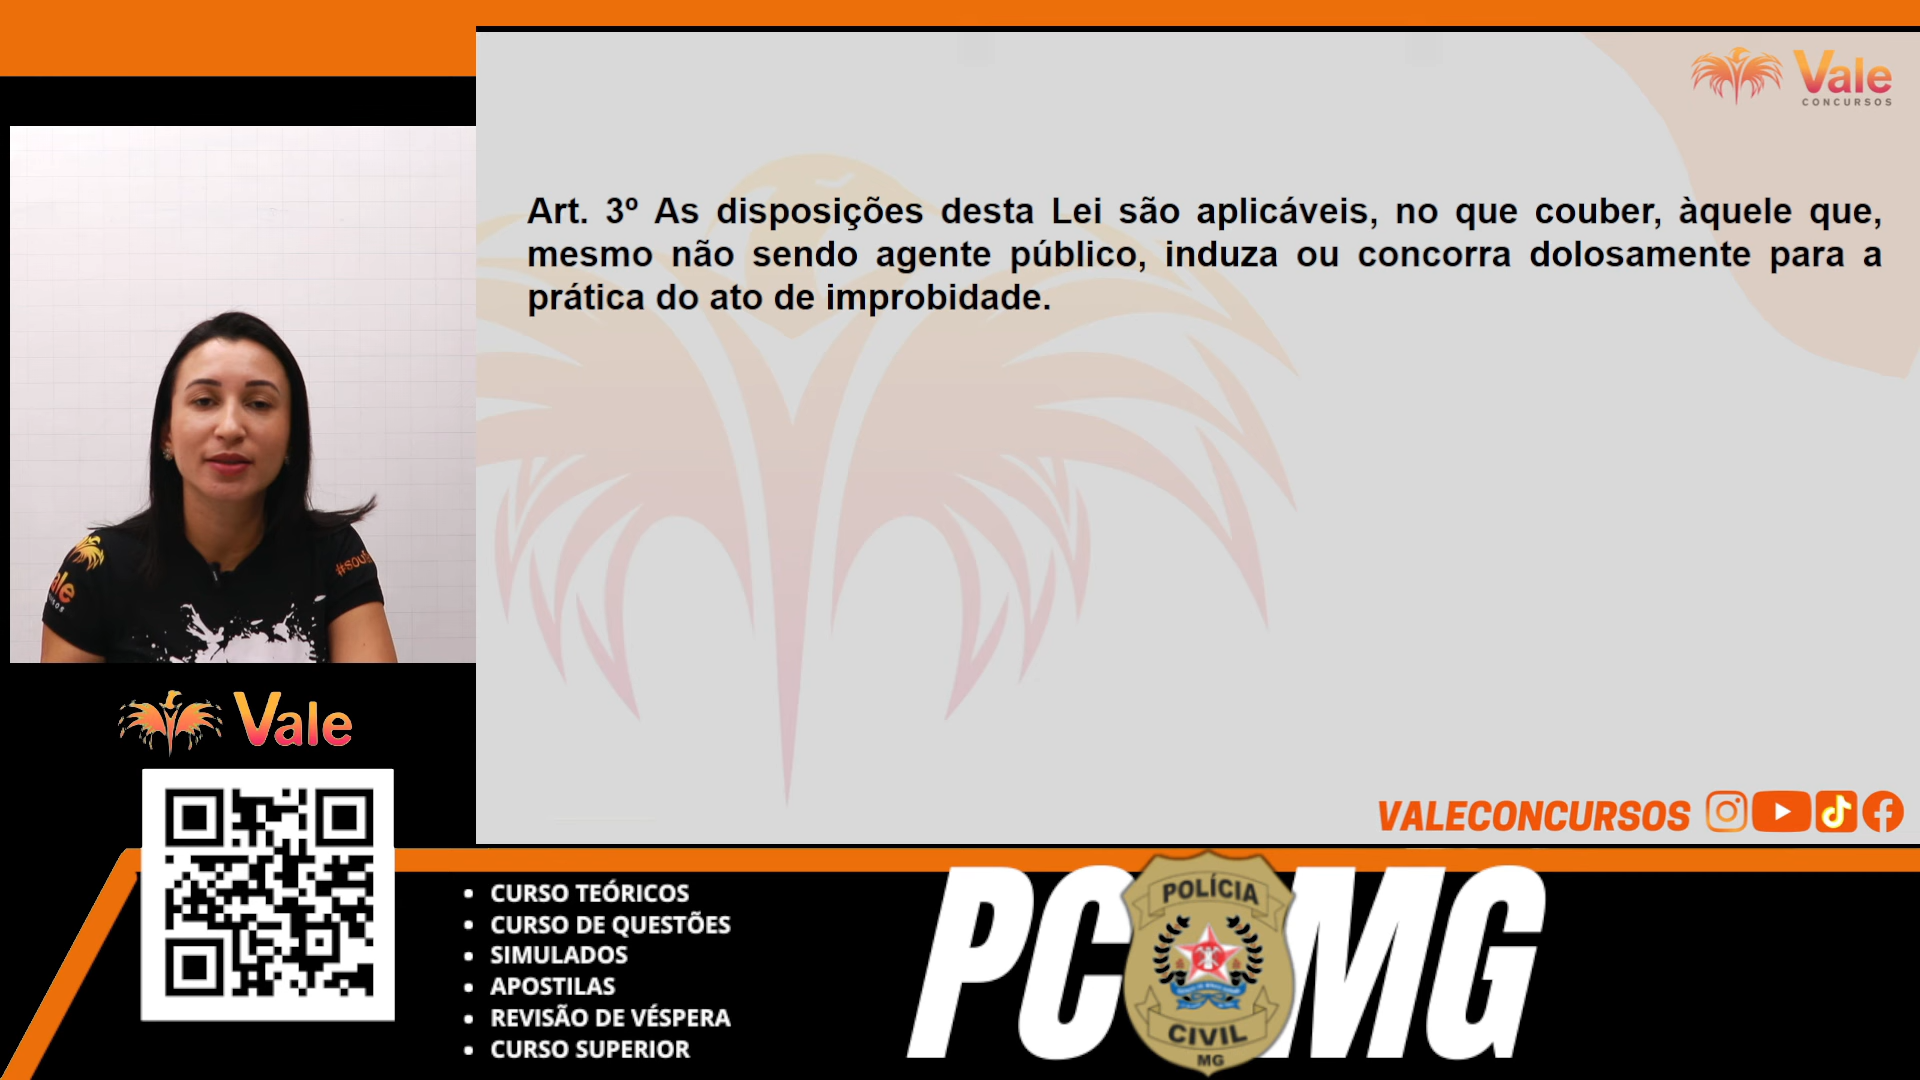 Vale
CONCURSOS
Art. 3º As disposições desta Lei são aplicáveis, no que couber, àquele que,
mesmo não sendo agente público, induza ou concorra dolosamente para a
prática do ato de improbidade.
#sou
Vale
VALECONCURSOS
• CURSO TEÓRICOS
• CURSO DE QUESTÕES
• SIMULADOS
• APOSTILAS
• REVISÃO DE VÉSPERA
• CURSO SUPERIOR
PC MG
POLÍCIA
CIVIL
MG